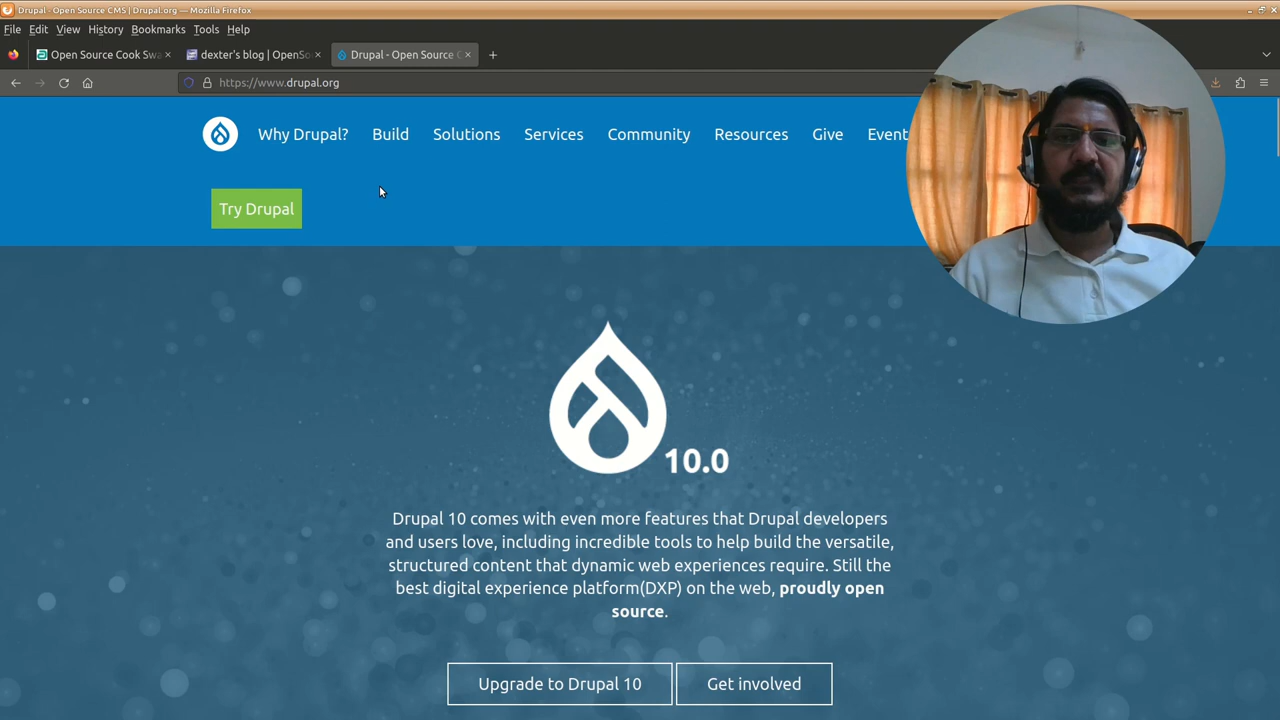 Drupal - Open Source CMS | Drupal.org — Mozilla Firefox
File Edit View History Bookmarks Tools Help
Open Source Cook Swa
dexter's blog | OpenSo
Drupal - Open Source C
https://www.drupal.org
Why Drupal? Build Solutions Services Community Resources Give Event
Try Drupal
10.0
Drupal 10 comes with even more features that Drupal developers
and users love, including incredible tools to help build the versatile,
structured content that dynamic web experiences require. Still the
best digital experience platform(DXP) on the web, proudly open
source.
Upgrade to Drupal 10
Get involved